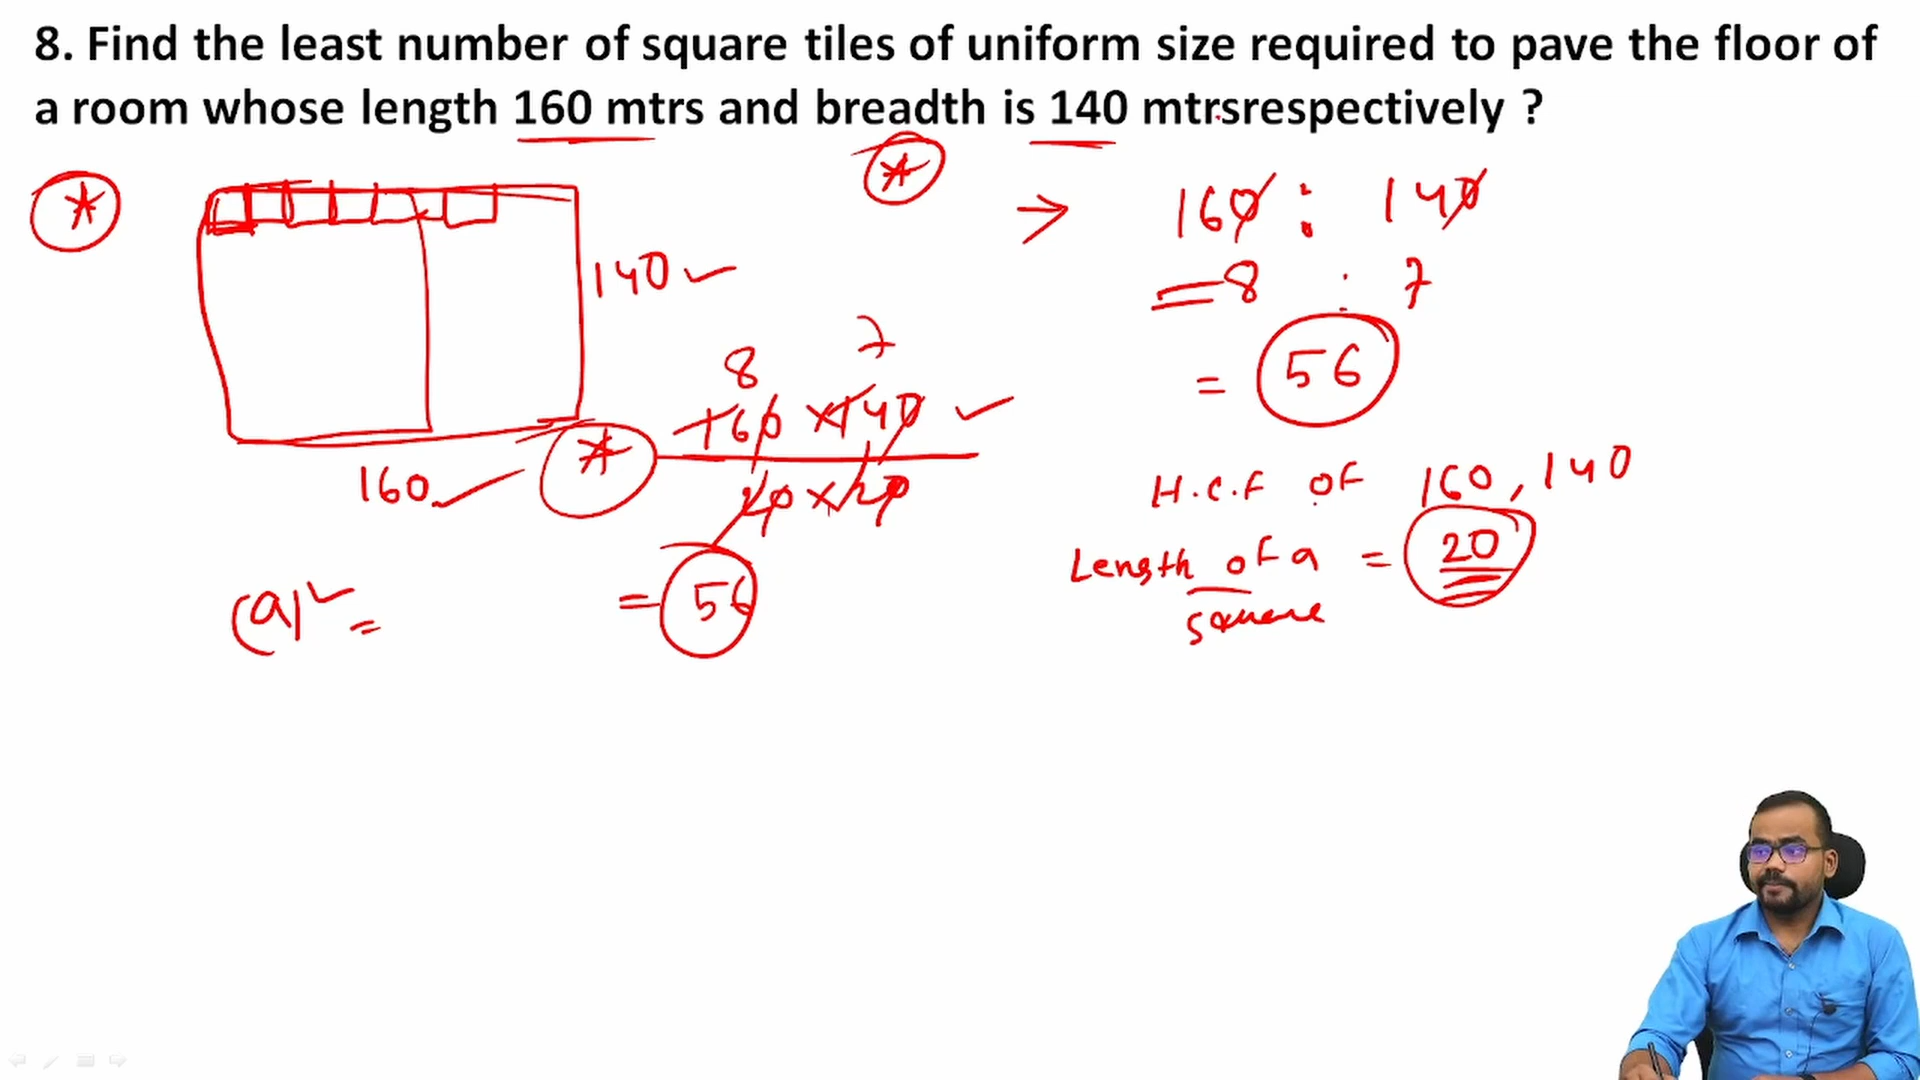 8. Find the least number of square tiles of uniform size required to pave the floor of
a room whose length 160 mtrs and breadth is 140 mtrsrespectively ?
160 : 140
= 8 : 7
= 56
140
160
8 7
160 × 140
20 × 20
= 56
H.C.F of 160, 140
Length of a = 20
square
(a)² =